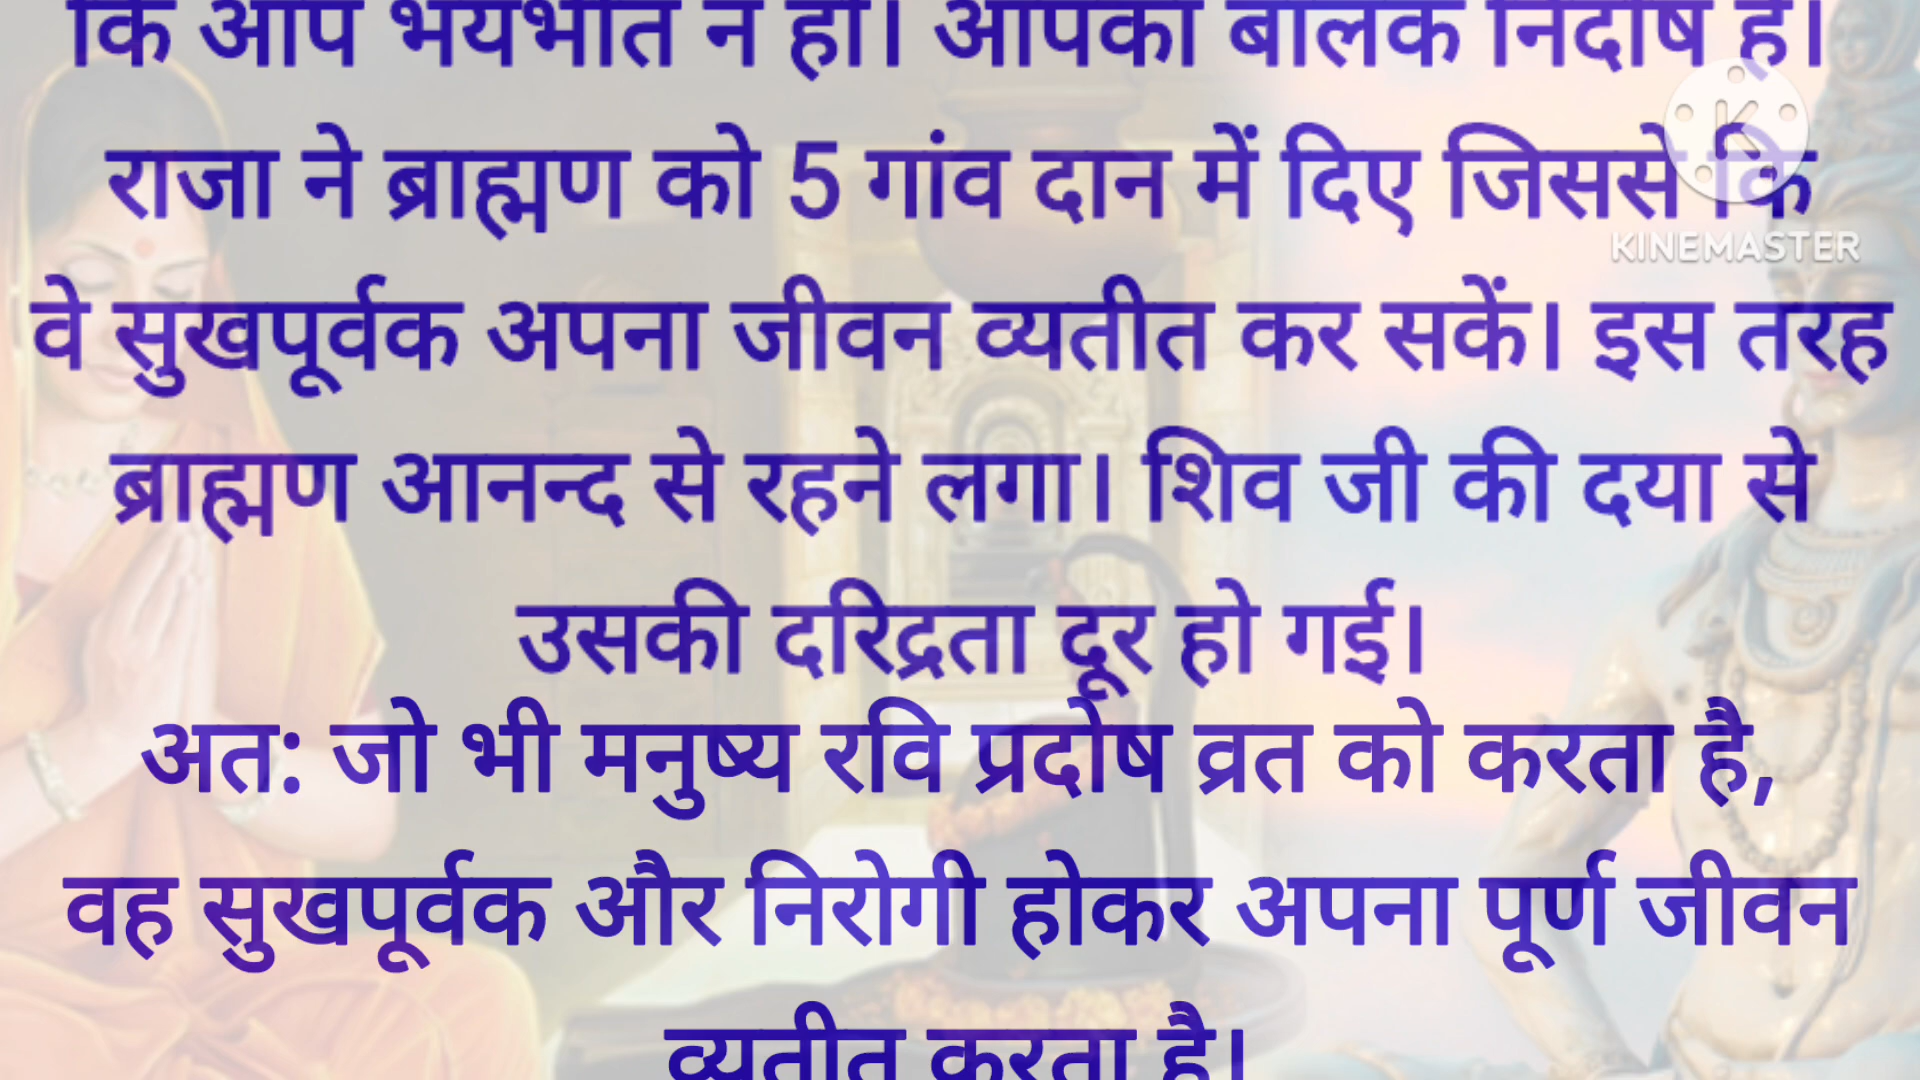 कि आप भयभीत न हों। आपका बालक निर्दोष है।
राजा ने ब्राह्मण को 5 गांव दान में दिए जिससे कि
वे सुखपूर्वक अपना जीवन व्यतीत कर सकें। इस तरह
ब्राह्मण आनन्द से रहने लगा। शिव जी की दया से
उसकी दरिद्रता दूर हो गई।
अत: जो भी मनुष्य रवि प्रदोष व्रत को करता है,
वह सुखपूर्वक और निरोगी होकर अपना पूर्ण जीवन
व्यतीत करता है।
K
KINEMASTER